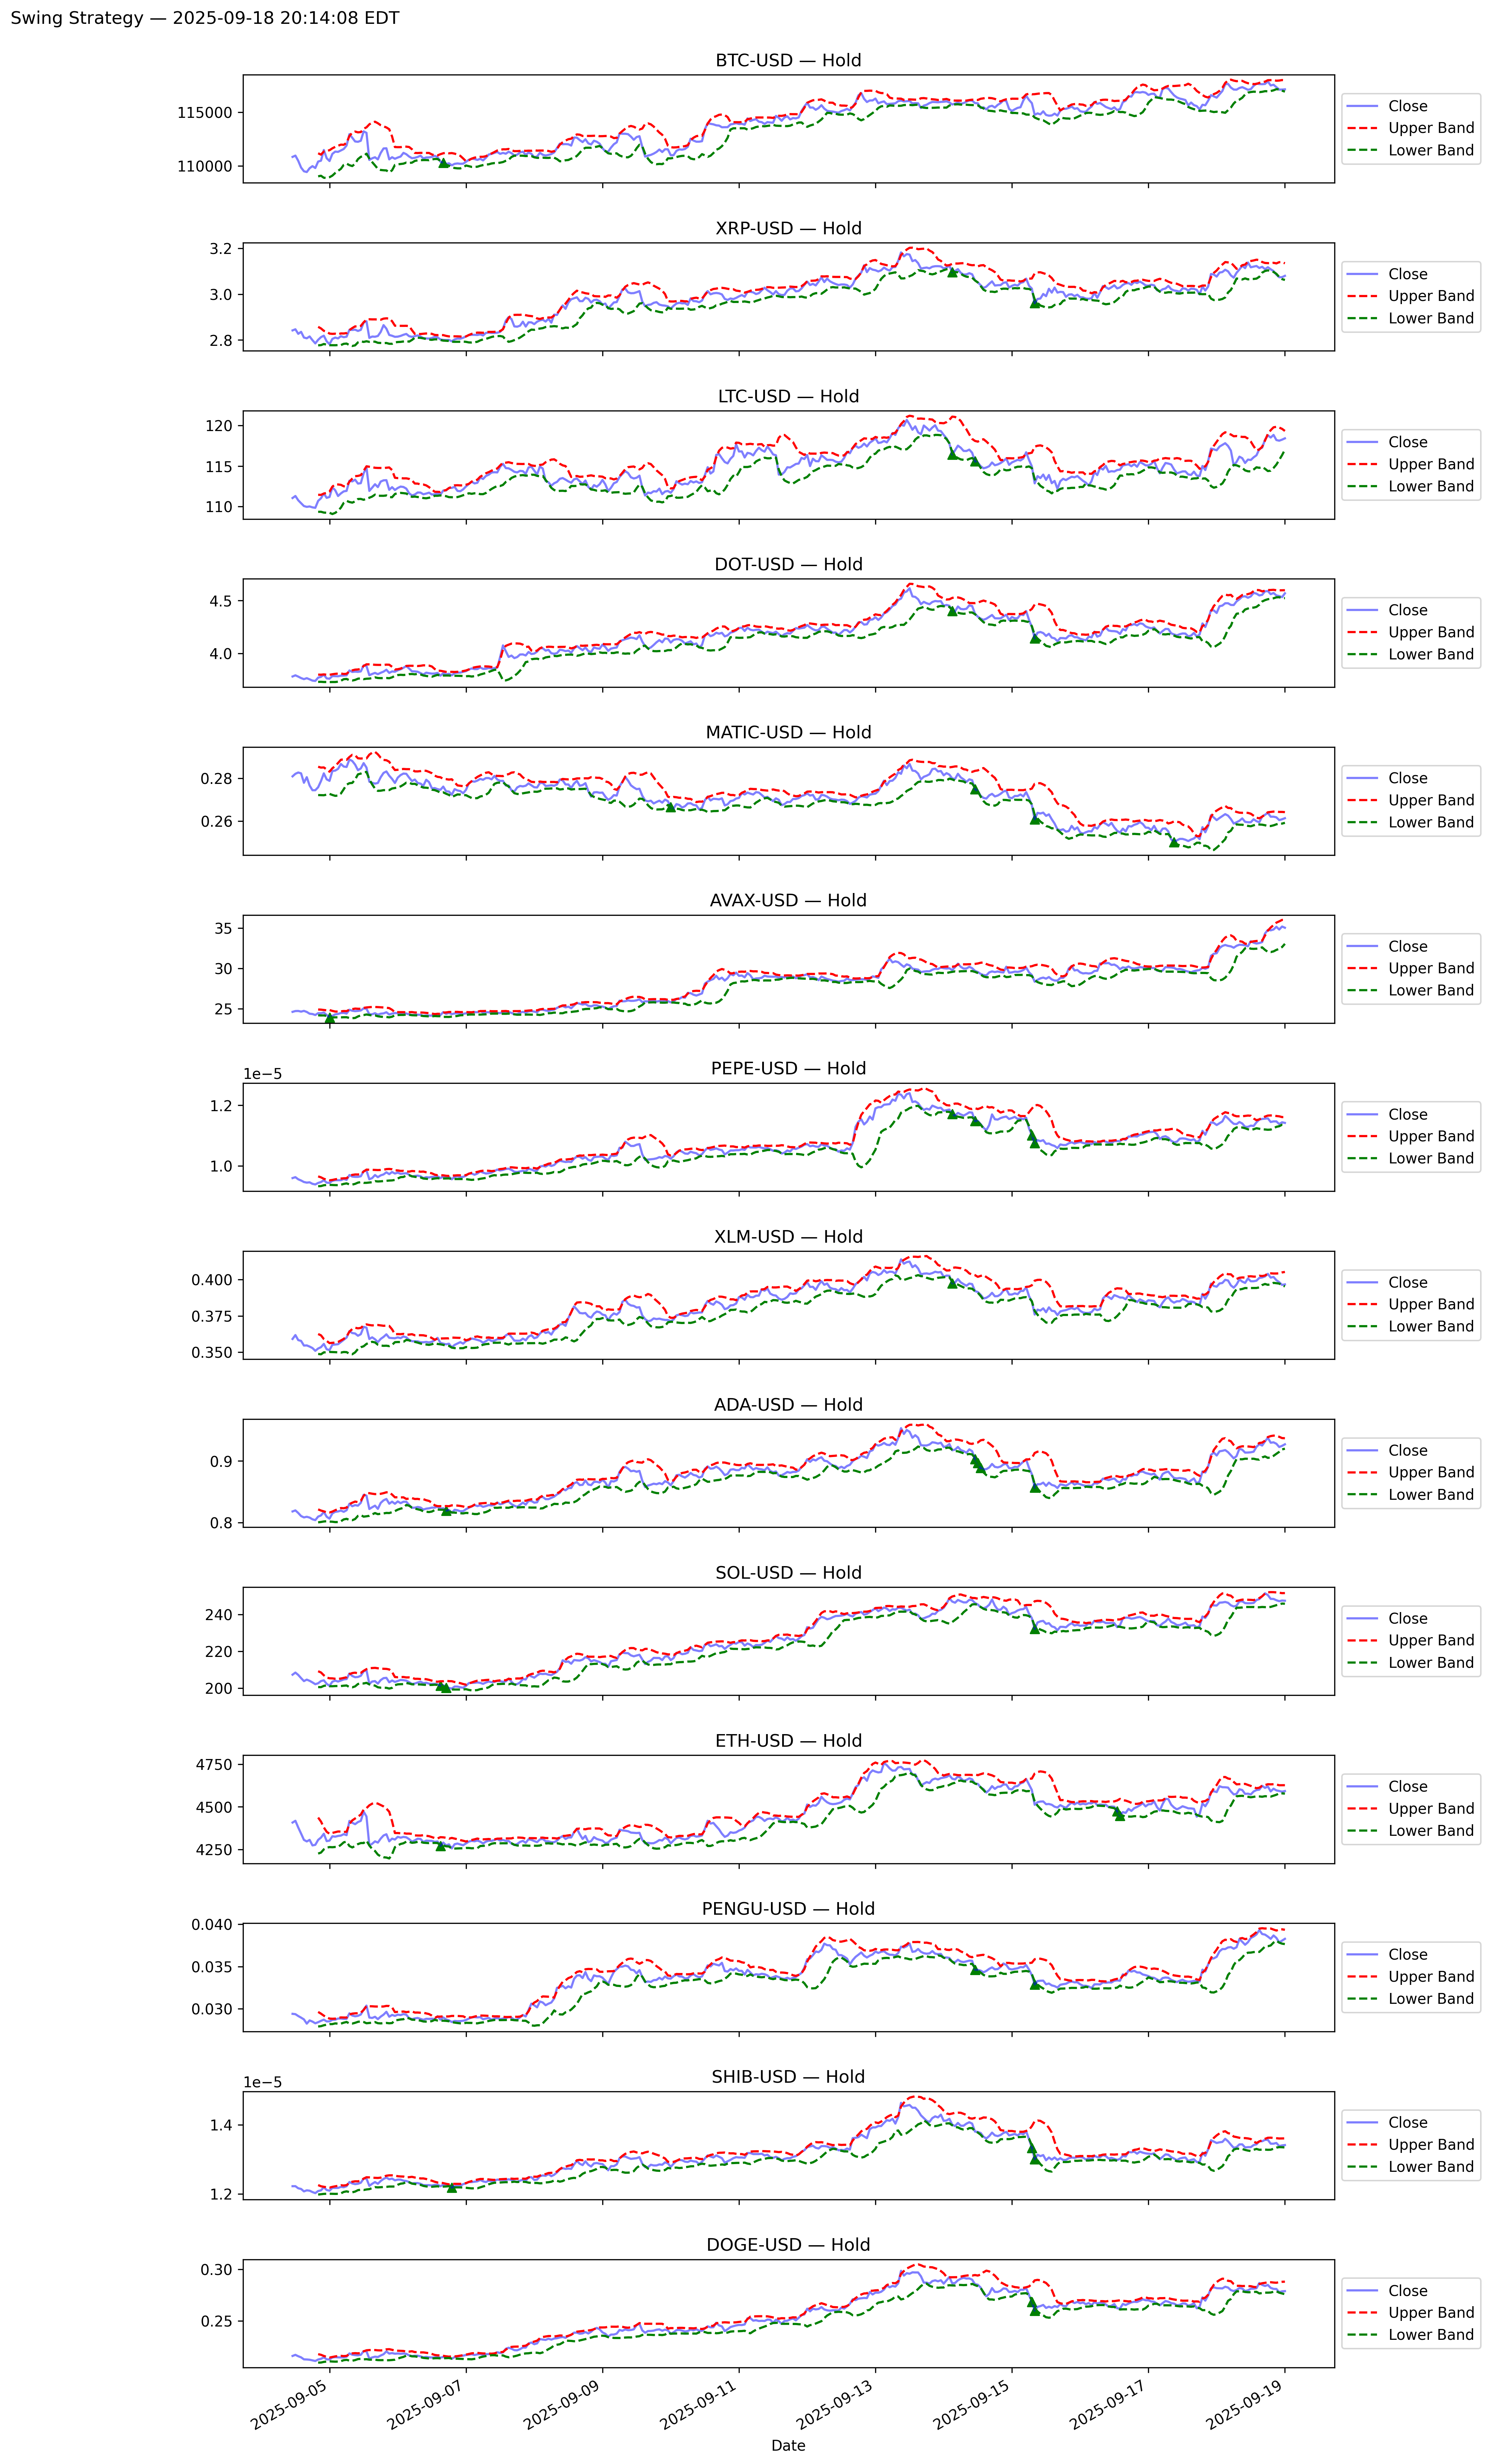 Swing Strategy — 2025-09-18 20:14:08 EDT
BTC-USD — Hold
115000
110000
Close
Upper Band
Lower Band
XRP-USD — Hold
3.2
3.0
2.8
Close
Upper Band
Lower Band
LTC-USD — Hold
120
115
110
Close
Upper Band
Lower Band
DOT-USD — Hold
4.5
4.0
Close
Upper Band
Lower Band
MATIC-USD — Hold
0.28
0.26
Close
Upper Band
Lower Band
AVAX-USD — Hold
35
30
25
Close
Upper Band
Lower Band
PEPE-USD — Hold
1e−5
1.2
1.0
Close
Upper Band
Lower Band
XLM-USD — Hold
0.400
0.375
0.350
Close
Upper Band
Lower Band
ADA-USD — Hold
0.9
0.8
Close
Upper Band
Lower Band
SOL-USD — Hold
240
220
200
Close
Upper Band
Lower Band
ETH-USD — Hold
4750
4500
4250
Close
Upper Band
Lower Band
PENGU-USD — Hold
0.040
0.035
0.030
Close
Upper Band
Lower Band
SHIB-USD — Hold
1e−5
1.4
1.2
Close
Upper Band
Lower Band
DOGE-USD — Hold
0.30
0.25
Close
Upper Band
Lower Band
2025-09-05
2025-09-07
2025-09-09
2025-09-11
2025-09-13
2025-09-15
2025-09-17
2025-09-19
Date